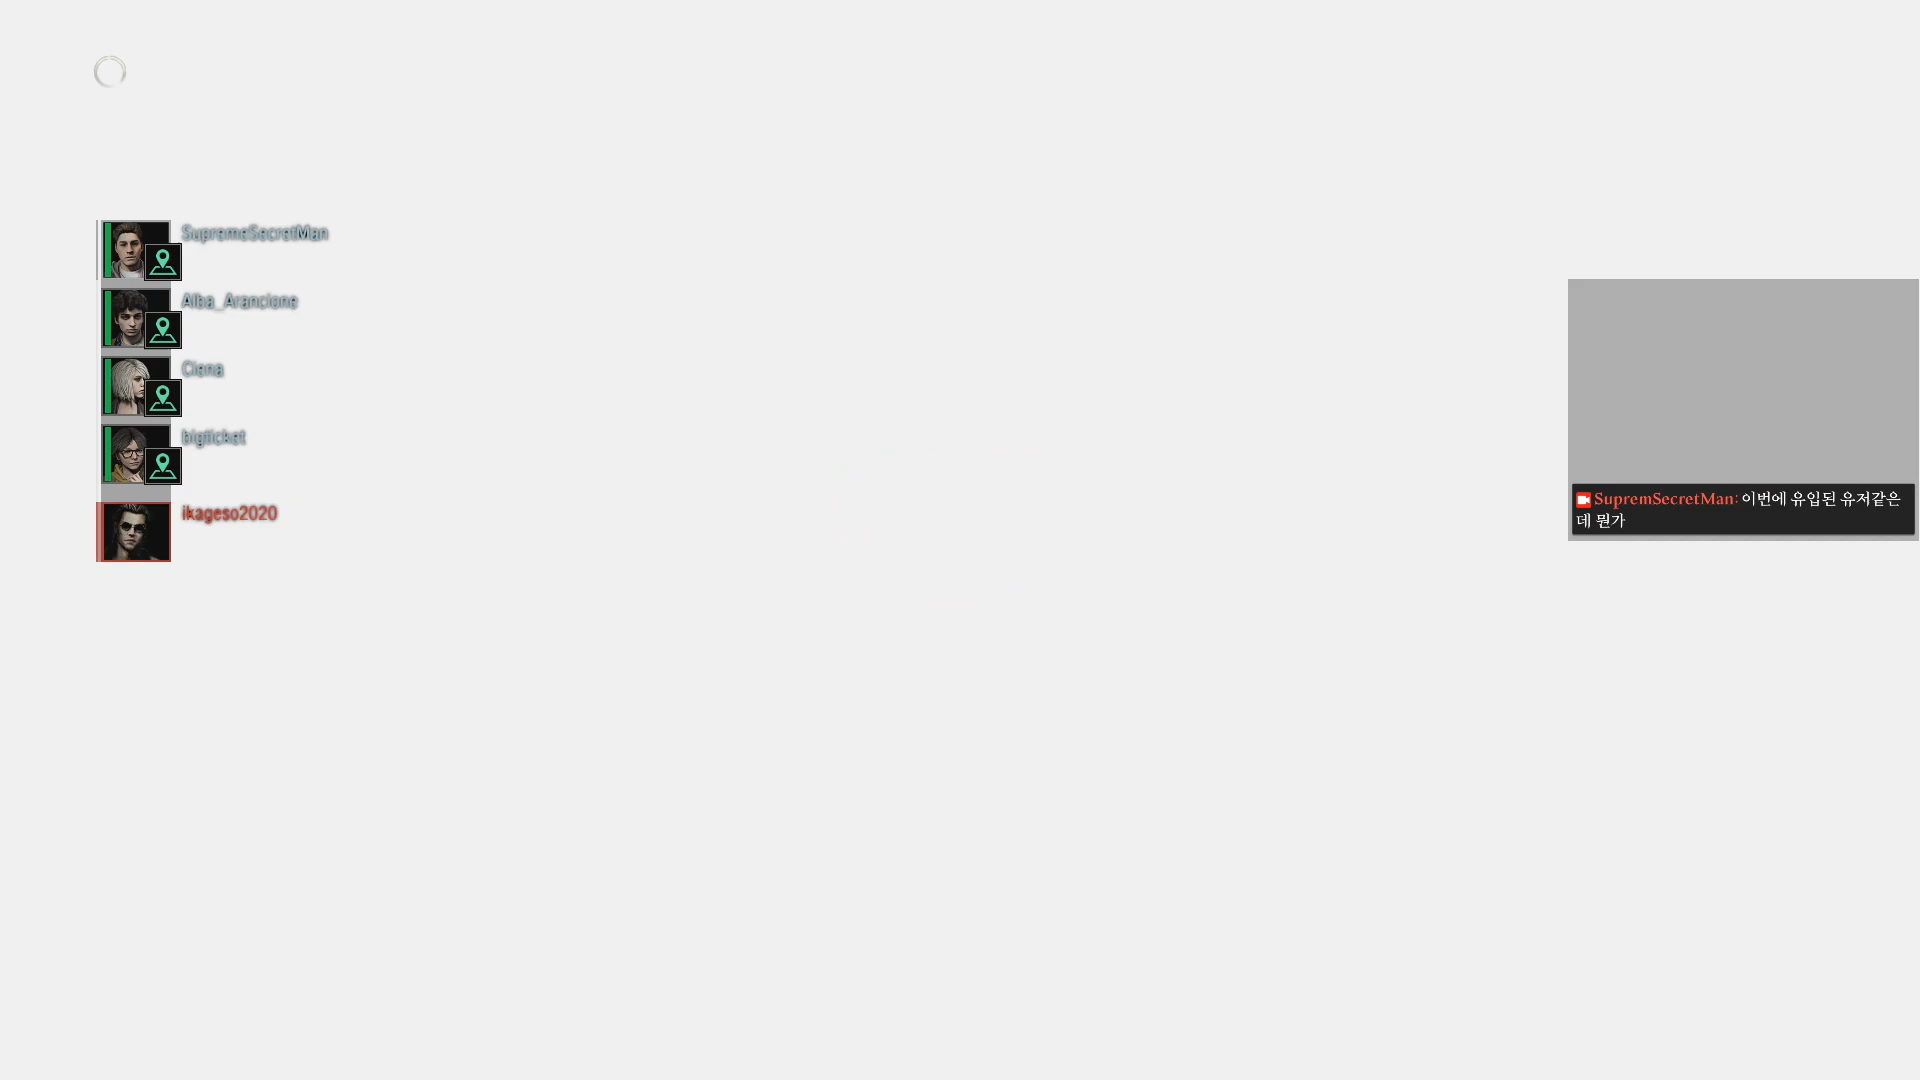 SupremeSecretMan
Alba_Arancione
Ciena
bigticket
ikageso2020
SupremSecretMan: 이번에 유입된 유저같은
데 뭔가